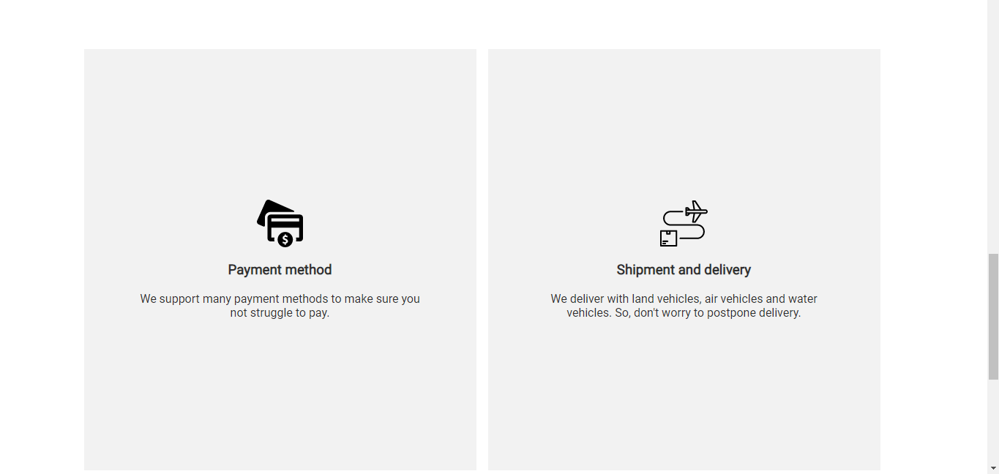 $
Payment method
We support many payment methods to make sure you
not struggle to pay.
Shipment and delivery
We deliver with land vehicles, air vehicles and water
vehicles. So, don't worry to postpone delivery.